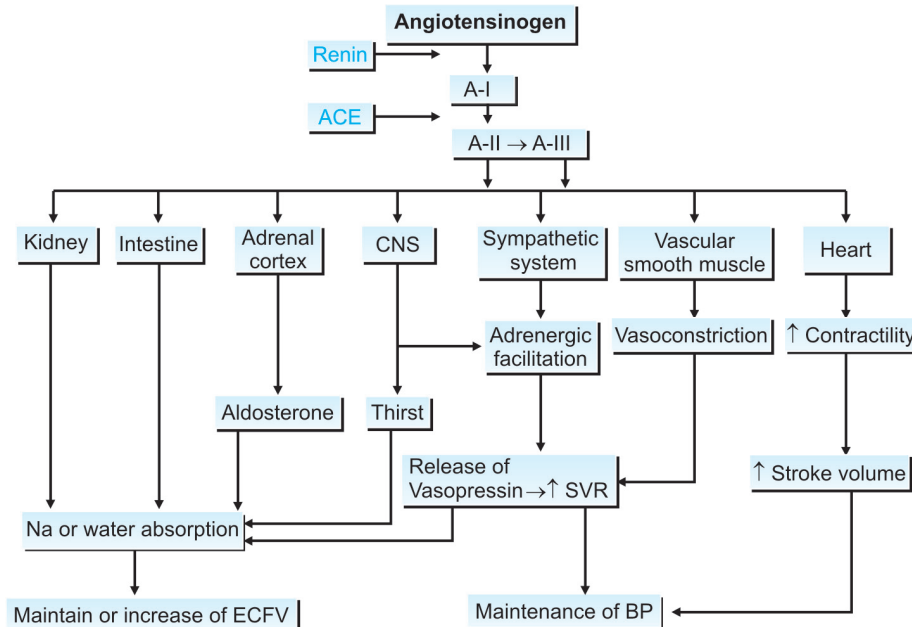 Angiotensinogen
Renin
A-I
ACE
A-II → A-III
Kidney
Intestine
Adrenal
cortex
CNS
Sympathetic
system
Vascular
smooth muscle
Heart
Adrenergic
facilitation
Vasoconstriction
↑ Contractility
Aldosterone
Thirst
Release of
Vasopressin→↑ SVR
↑ Stroke volume
Na or water absorption
Maintain or increase of ECFV
Maintenance of BP